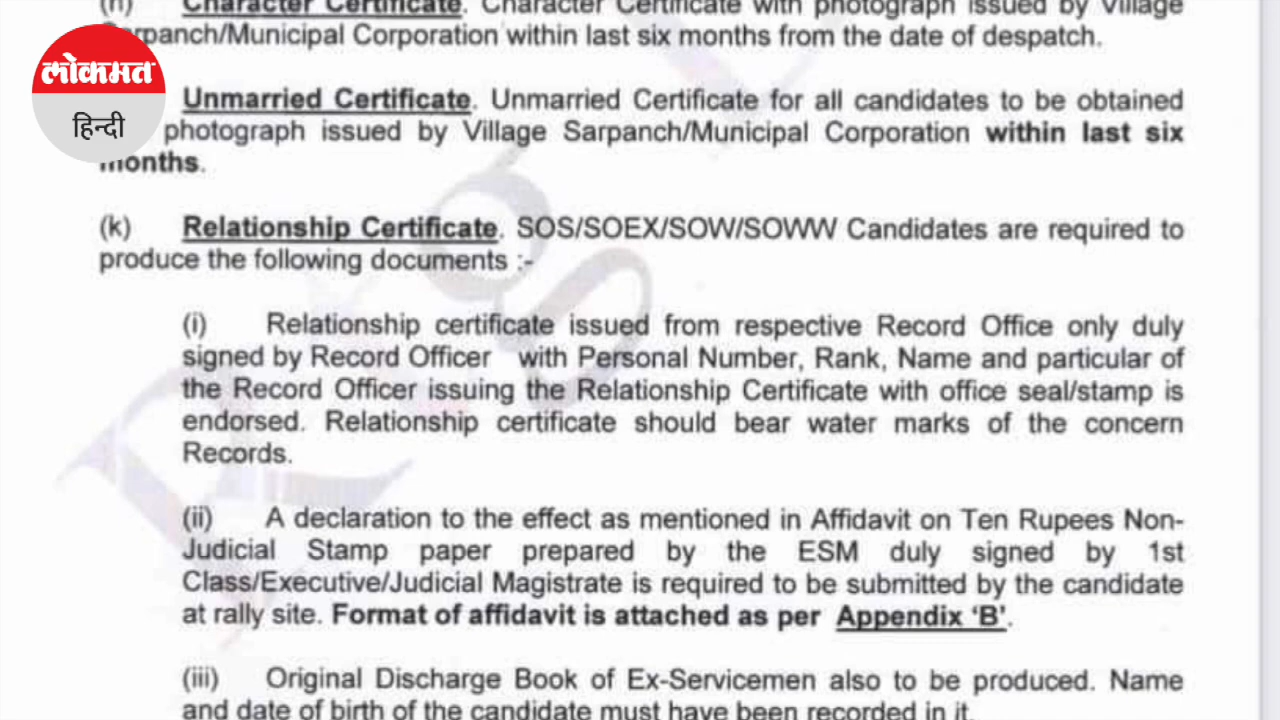 (h) Character Certificate. Character Certificate with photograph issued by Village
Sarpanch/Municipal Corporation within last six months from the date of despatch.
लोकमत
हिन्दी
Unmarried Certificate. Unmarried Certificate for all candidates to be obtained
photograph issued by Village Sarpanch/Municipal Corporation within last six
months.
(k) Relationship Certificate. SOS/SOEX/SOW/SOWW Candidates are required to
produce the following documents :-
(i) Relationship certificate issued from respective Record Office only duly
signed by Record Officer with Personal Number, Rank, Name and particular of
the Record Officer issuing the Relationship Certificate with office seal/stamp is
endorsed. Relationship certificate should bear water marks of the concern
Records.
(ii) A declaration to the effect as mentioned in Affidavit on Ten Rupees Non-
Judicial Stamp paper prepared by the ESM duly signed by 1st
Class/Executive/Judicial Magistrate is required to be submitted by the candidate
at rally site. Format of affidavit is attached as per Appendix ‘B’.
(iii) Original Discharge Book of Ex-Servicemen also to be produced. Name
and date of birth of the candidate must have been recorded in it.